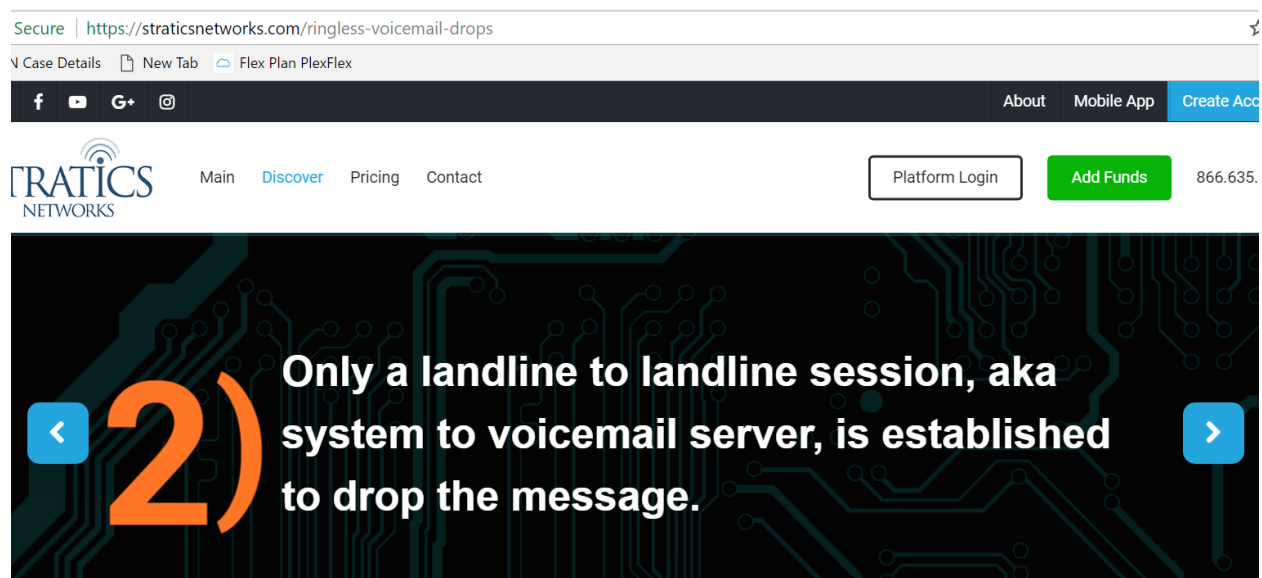 Secure https://straticsnetworks.com/ringless-voicemail-drops
Case Details New Tab Flex Plan PlexFlex
f G+ About Mobile App Create Acc
TRATICS
NETWORKS
Main Discover Pricing Contact Platform Login Add Funds 866.635.
2) Only a landline to landline session, aka
system to voicemail server, is established
to drop the message.